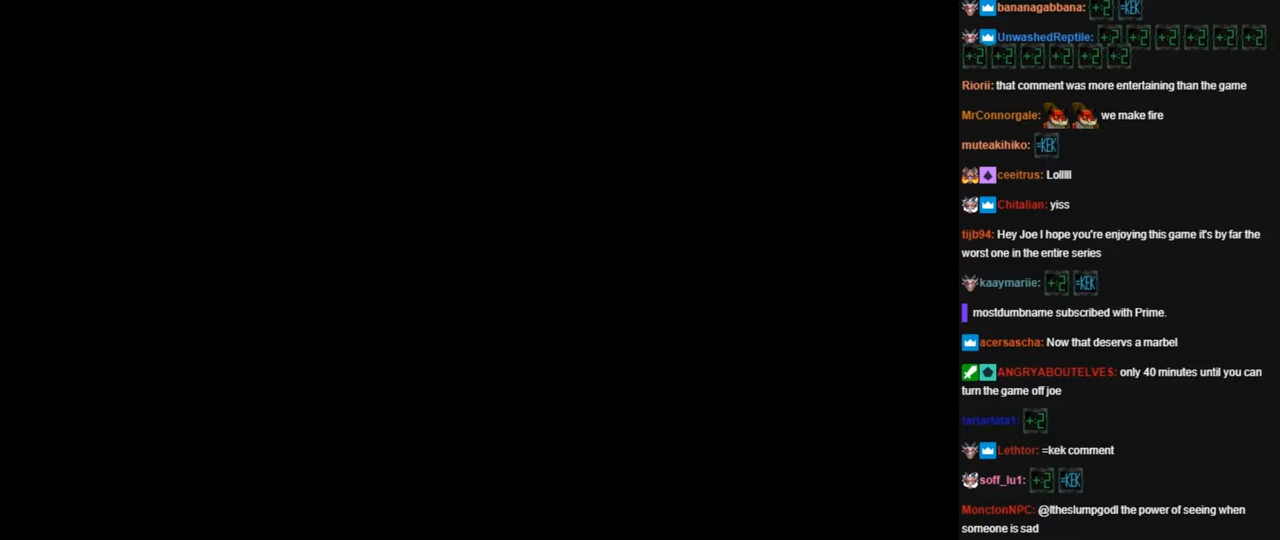 bananagabbana: +2 =KEK
UnwashedReptile: +2 +2 +2 +2 +2 +2
+2 +2 +2 +2 +2 +2
Riorii: that comment was more entertaining than the game
MrConnorgale: we make fire
muteakihiko: =KEK
ceeitrus: Lolllll
Chitalian: yiss
tijb94: Hey Joe I hope you're enjoying this game it's by far the
worst one in the entire series
kaaymariie: +2 =KEK
mostdumbname subscribed with Prime.
acersascha: Now that deservs a marbel
ANGRYABOUTELVES: only 40 minutes until you can
turn the game off joe
tartartata1: +2
Lethtor: =kek comment
soff_lu1: +2 =KEK
MonctonNPC: @ltheslumpgodl the power of seeing when
someone is sad